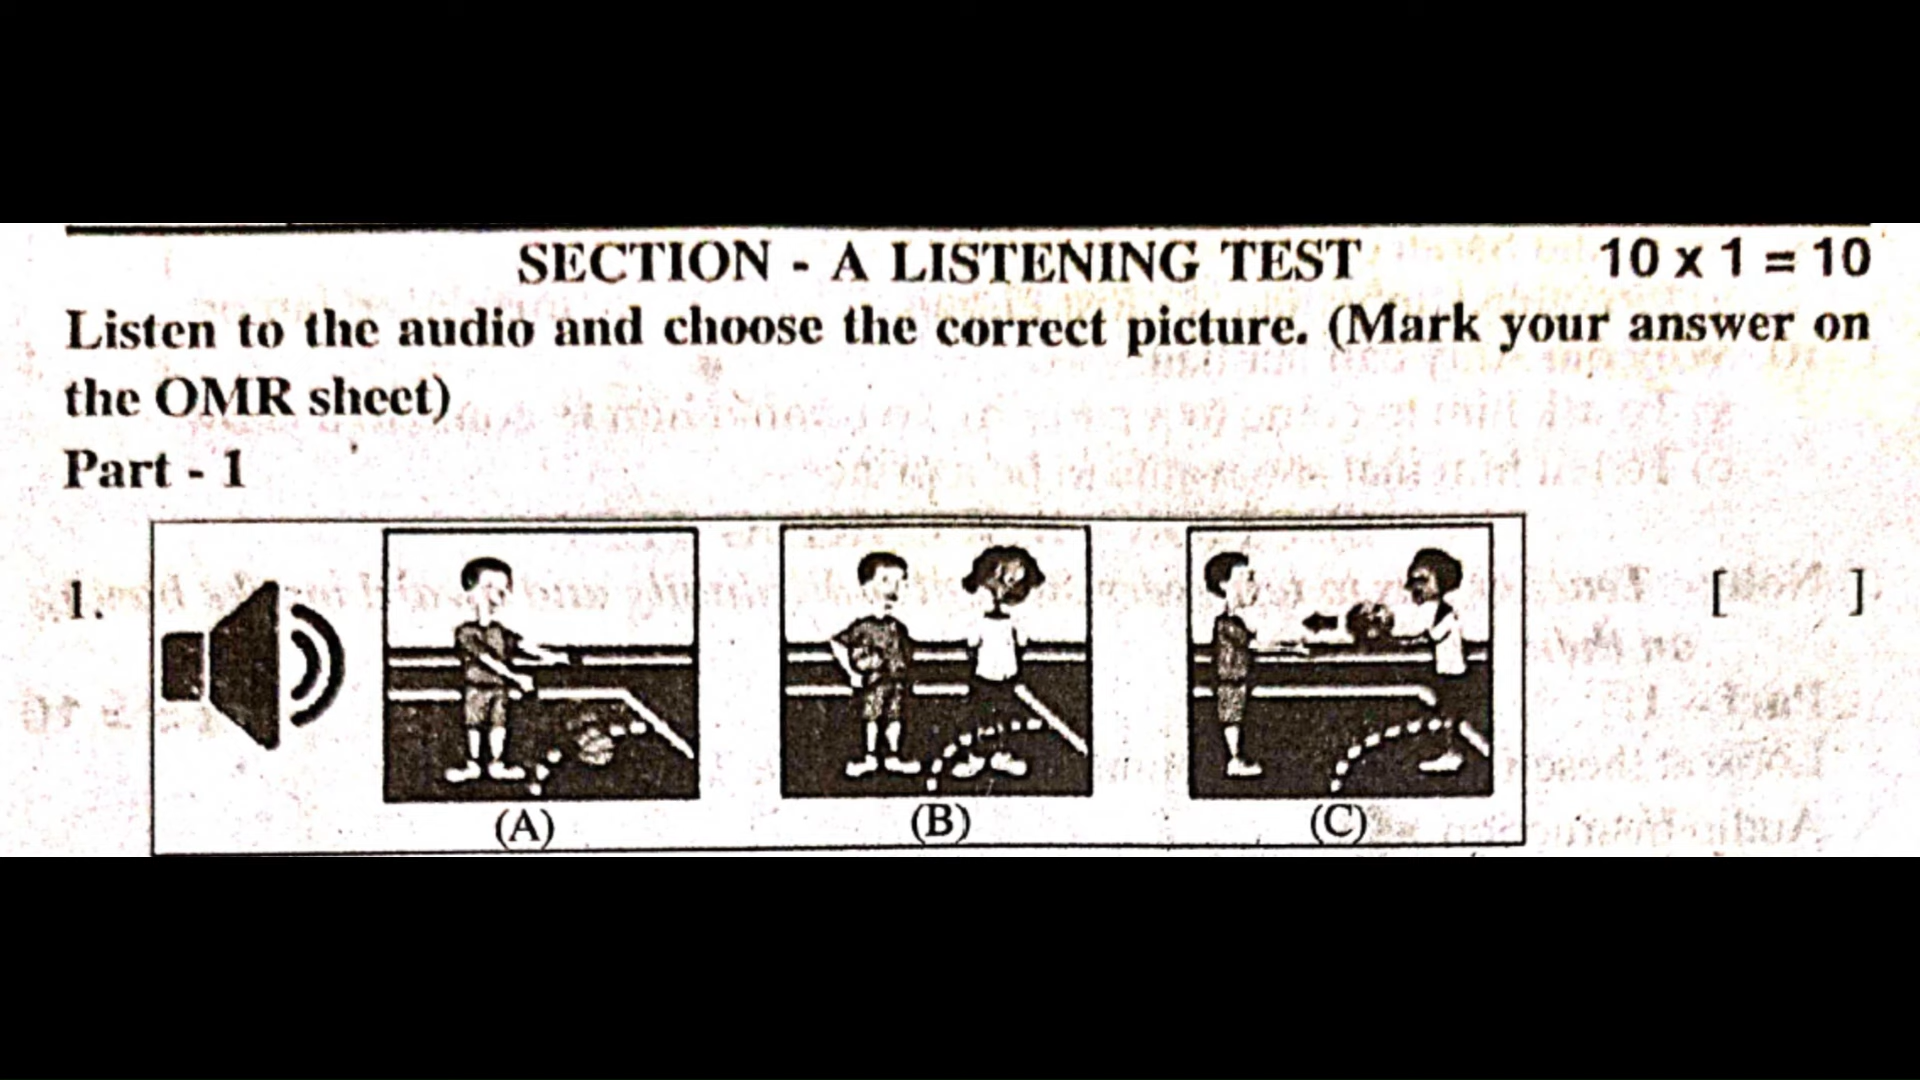 SECTION - A LISTENING TEST 10 x 1 = 10
Listen to the audio and choose the correct picture. (Mark your answer on
the OMR sheet)
Part - 1
1. [ ]
(A) (B) (C)